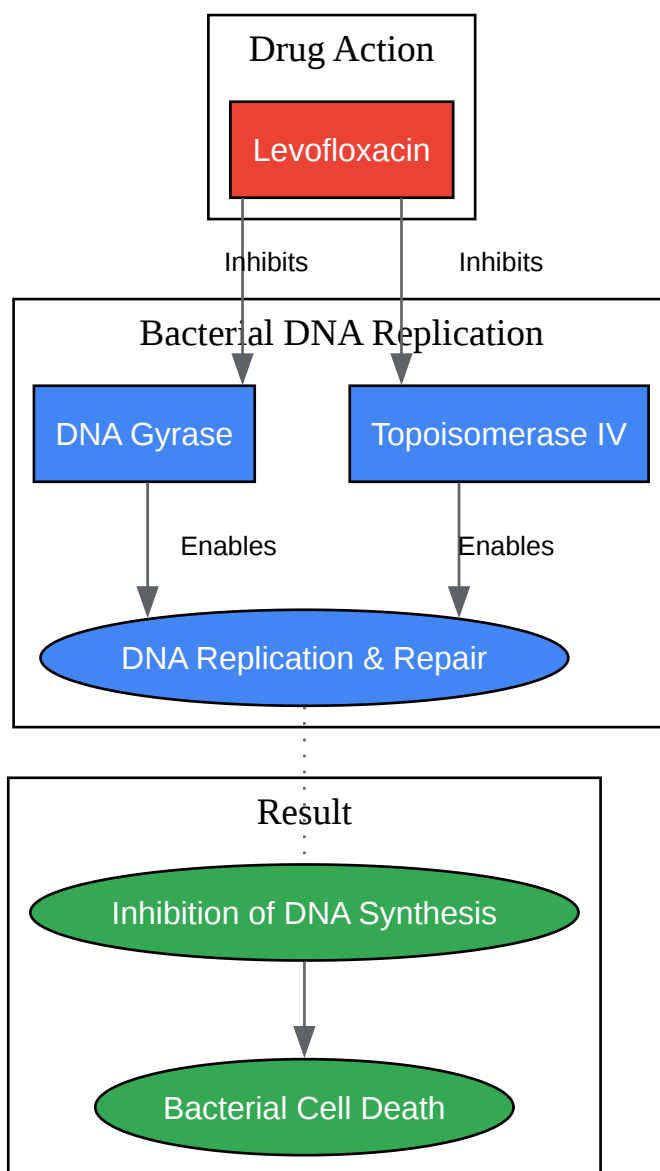 Drug Action
Levofloxacin
Inhibits
Inhibits
Bacterial DNA Replication
DNA Gyrase
Topoisomerase IV
Enables
Enables
DNA Replication & Repair
Result
Inhibition of DNA Synthesis
Bacterial Cell Death